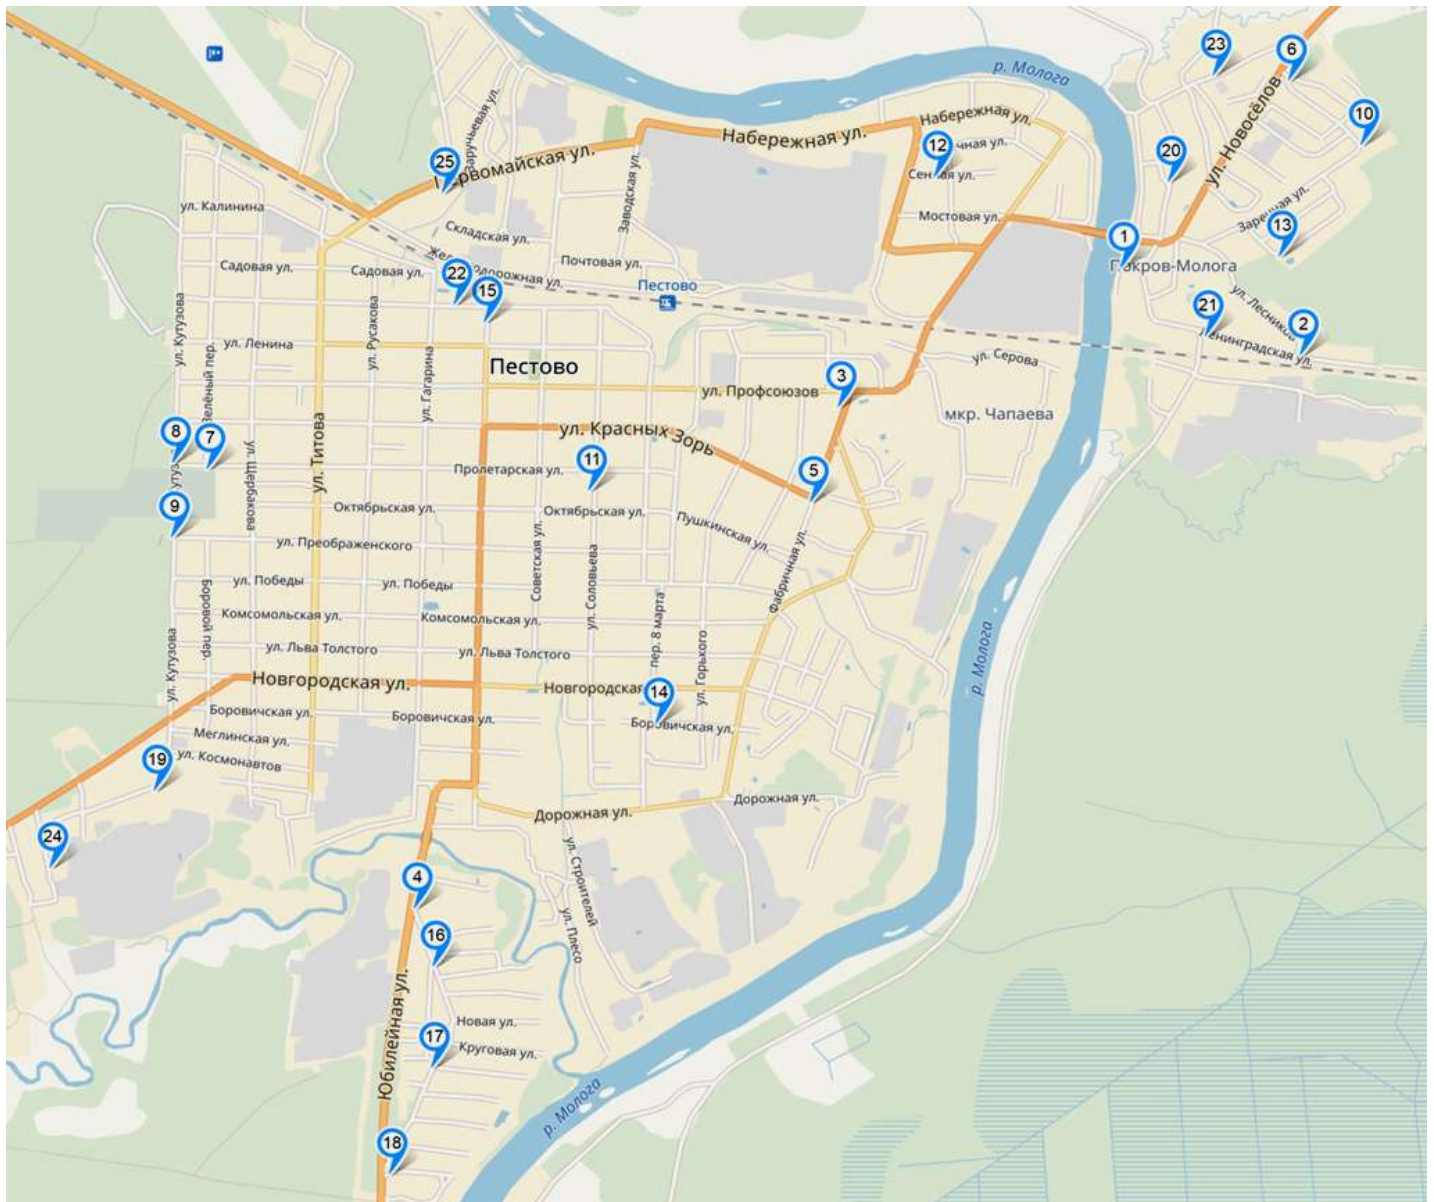 р. Молога
23
6
Набережная ул.
Набережная ул.
10
12
чная ул.
20
ул. Новосёлов
25
Первомайская ул.
Заводская ул.
Сенная ул.
ул. Калинина
Мостовая ул.
Заречная ул.
13
1
Складская ул.
Покров-Молога
Железнодорожная ул.
Почтовая ул.
Садовая ул.
Садовая ул.
22
15
Пестово
ул. Кутузова
ул. Русакова
21
ул. Лесников
2
Ленинградская ул.
ул. Ленина
Зелёный пер.
ул. Гагарина
Пестово
ул. Серова
3
ул. Профсоюзов
мкр. Чапаева
8
7
ул. Титова
ул. Красных Зорь
11
Пролетарская ул.
5
ул. Щербакова
9
Октябрьская ул.
Октябрьская ул.
Пушкинская ул.
ул. Преображенского
Советская ул.
ул. Соловьева
Фабричная ул.
ул. Победы
ул. Победы
Боровой пер.
Комсомольская ул.
Комсомольская ул.
пер. 8 марта
ул. Горького
р. Молога
ул. Кутузова
ул. Льва Толстого
ул. Льва Толстого
Новгородская ул.
Новгородская
14
Боровичская ул.
Боровичская ул.
Боровичская ул.
Меглинская ул.
19
ул. Космонавтов
Дорожная ул.
Дорожная ул.
24
ул. Строителей
4
ул. Плесо
16
Юбилейная ул.
Новая ул.
17
Круговая ул.
р. Молога
18